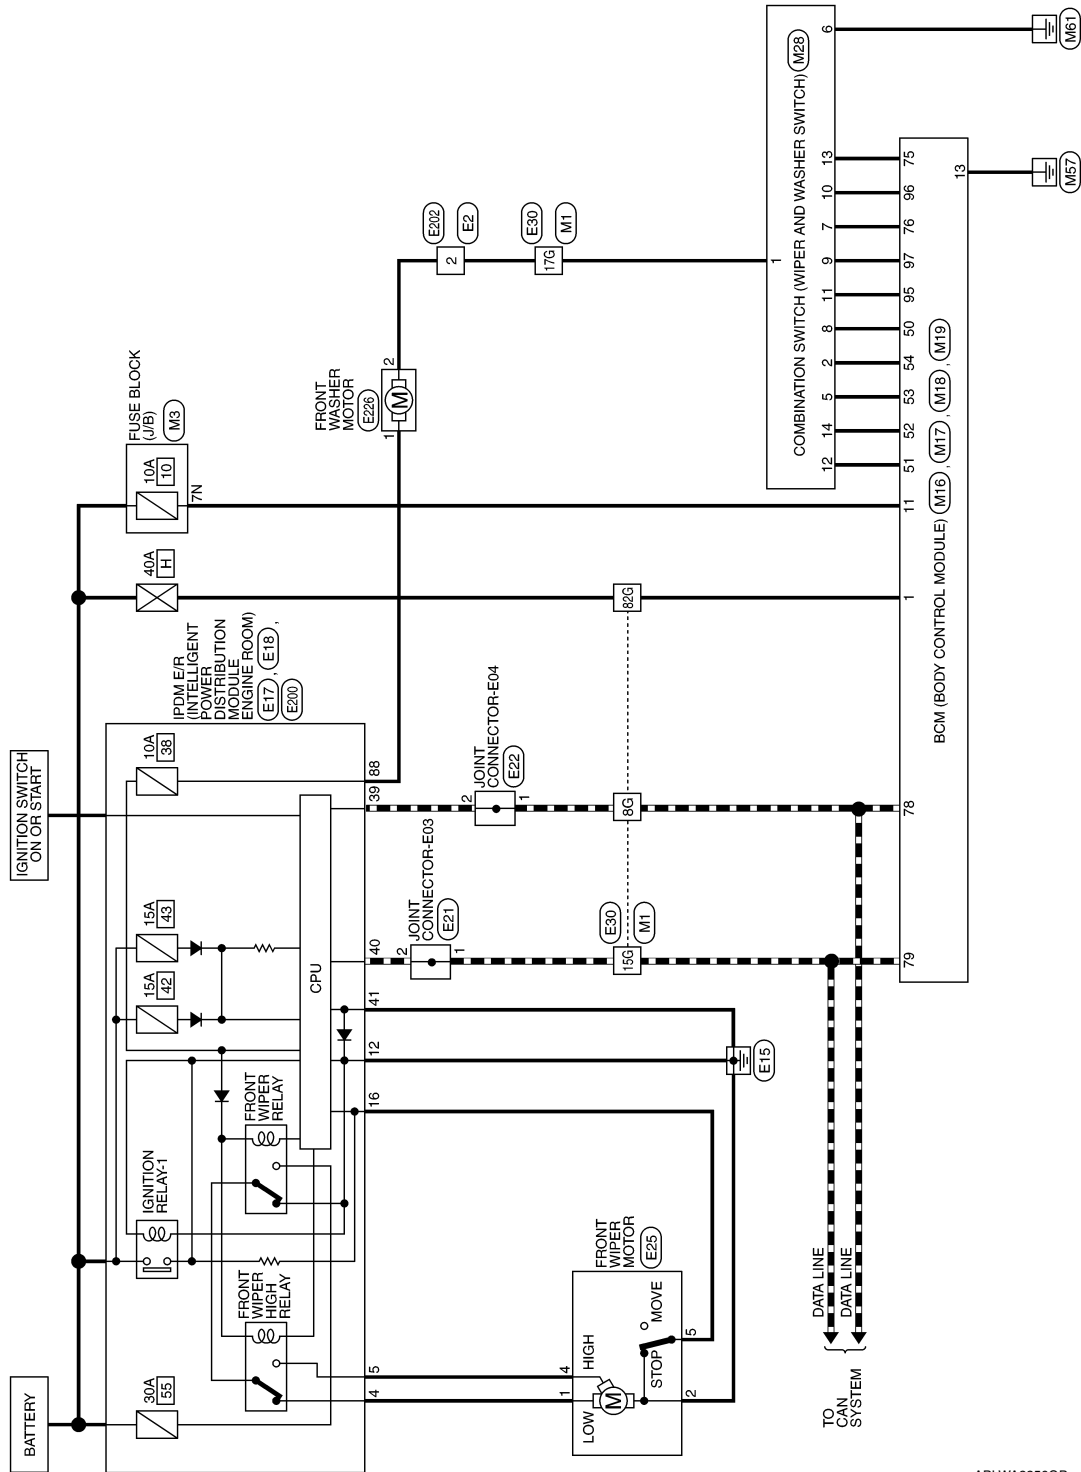 BATTERY
IGNITION SWITCH
ON OR START
30A
55
IGNITION
RELAY-1
15A
42
15A
43
10A
38
40A
H
FUSE BLOCK
(J/B)
M3
10A
10
7N
IPDM E/R
(INTELLIGENT
POWER
DISTRIBUTION
MODULE
ENGINE ROOM)
E17 , E18 ,
E200
FRONT
WIPER
HIGH
RELAY
FRONT
WIPER
RELAY
CPU
4
5
16
12
41
40
39
88
FRONT
WASHER
MOTOR
E226
1
M
2
JOINT
CONNECTOR-E03
E21
2
1
JOINT
CONNECTOR-E04
E22
2
1
2
E202
E2
17G
E30
M1
FRONT
WIPER
MOTOR
E25
1
4
LOW
HIGH
M
STOP
MOVE
2
5
E15
15G
E30
M1
8G
82G
TO
CAN
SYSTEM
DATA LINE
DATA LINE
1
COMBINATION SWITCH (WIPER AND WASHER SWITCH) M28
12
14
5
2
8
11
9
7
10
13
6
79
78
1
11
51
52
53
54
50
95
97
76
96
75
BCM (BODY CONTROL MODULE) M16 , M17 , M18 , M19
13
M57
M61